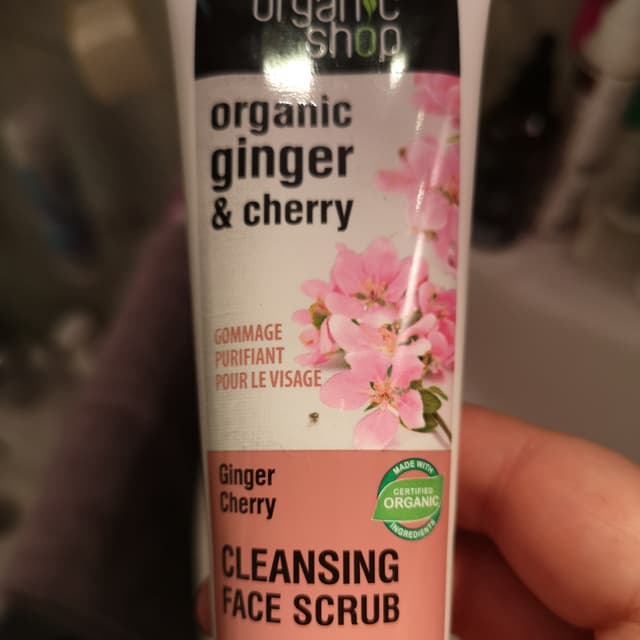 organic
shop
organic
ginger
& cherry
GOMMAGE
PURIFIANT
POUR LE VISAGE
Ginger
Cherry
MADE WITH
CERTIFIED
ORGANIC
INGREDIENTS
CLEANSING
FACE SCRUB